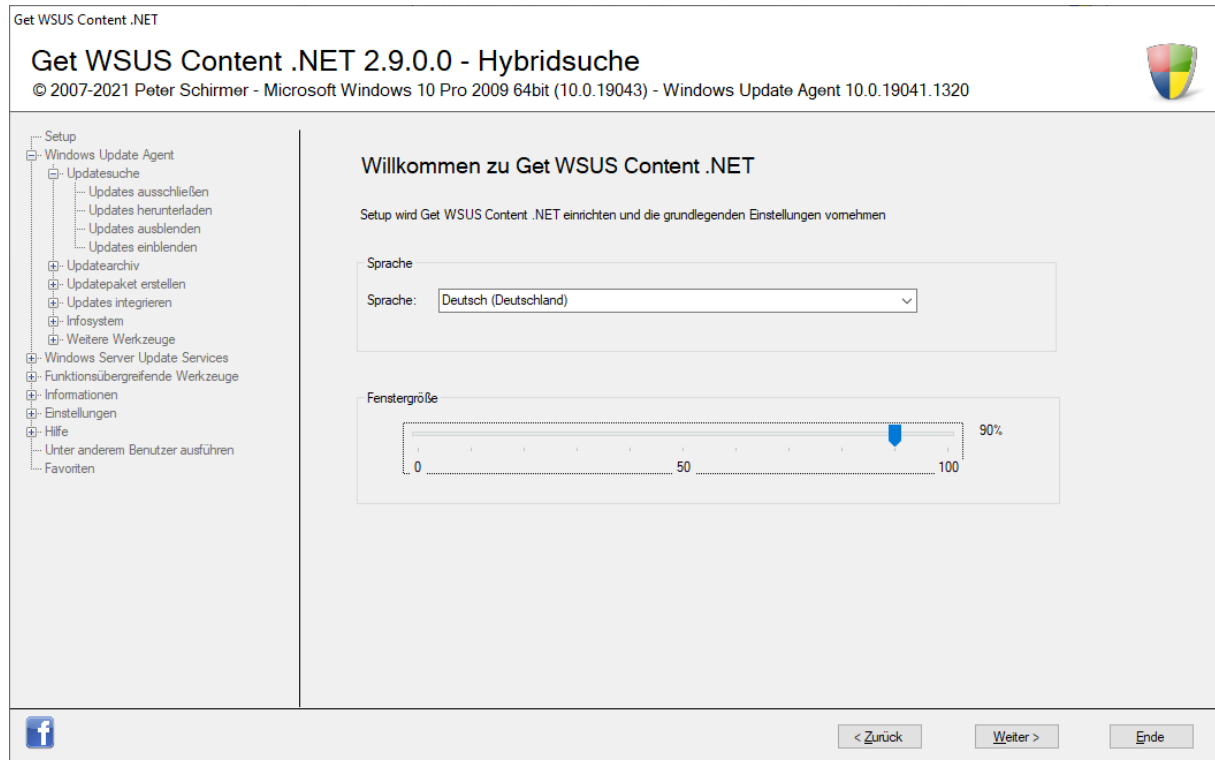 Get WSUS Content .NET
Get WSUS Content .NET 2.9.0.0 - Hybridsuche
© 2007-2021 Peter Schirmer - Microsoft Windows 10 Pro 2009 64bit (10.0.19043) - Windows Update Agent 10.0.19041.1320
Setup
Windows Update Agent
Updatesuche
Updates ausschließen
Updates herunterladen
Updates ausblenden
Updates einblenden
Updatearchiv
Updatepaket erstellen
Updates integrieren
Infosystem
Weitere Werkzeuge
Windows Server Update Services
Funktionsübergreifende Werkzeuge
Informationen
Einstellungen
Hilfe
Unter anderem Benutzer ausführen
Favoriten
Willkommen zu Get WSUS Content .NET
Setup wird Get WSUS Content .NET einrichten und die grundlegenden Einstellungen vornehmen
Sprache
Sprache: Deutsch (Deutschland)
Fenstergröße
90%
0 50 100
f
< Zurück Weiter > Ende